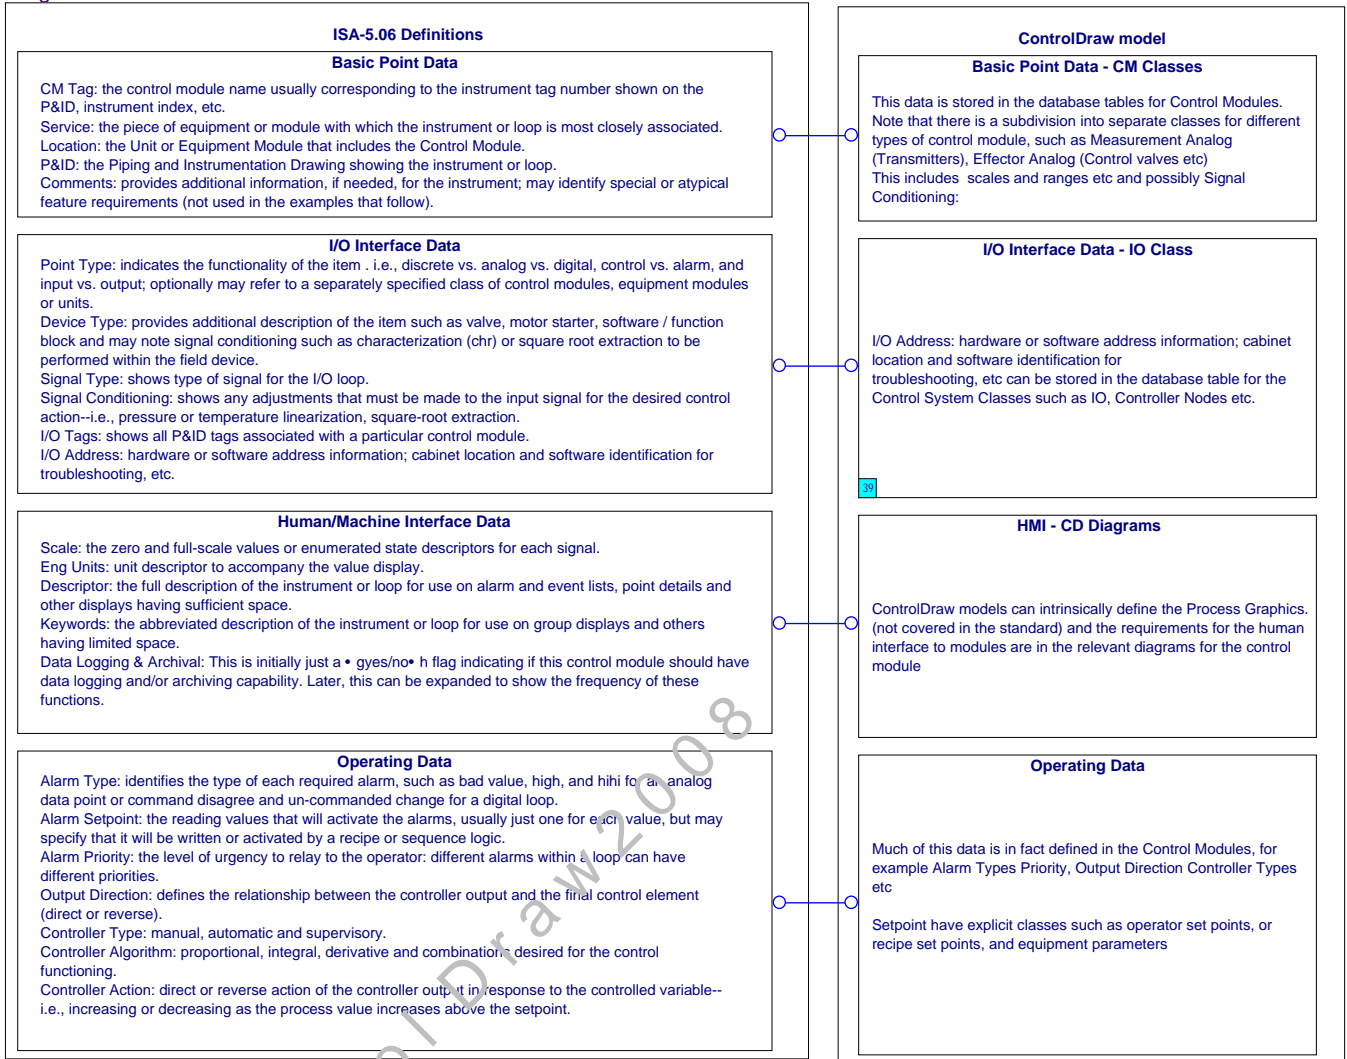 ISA-5.06 Definitions
Basic Point Data
CM Tag: the control module name usually corresponding to the instrument tag number shown on the
P&ID, instrument index, etc.
Service: the piece of equipment or module with which the instrument or loop is most closely associated.
Location: the Unit or Equipment Module that includes the Control Module.
P&ID: the Piping and Instrumentation Drawing showing the instrument or loop.
Comments: provides additional information, if needed, for the instrument; may identify special or atypical
feature requirements (not used in the examples that follow).
I/O Interface Data
Point Type: indicates the functionality of the item . i.e., discrete vs. analog vs. digital, control vs. alarm, and
input vs. output; optionally may refer to a separately specified class of control modules, equipment modules
or units.
Device Type: provides additional description of the item such as valve, motor starter, software / function
block and may note signal conditioning such as characterization (chr) or square root extraction to be
performed within the field device.
Signal Type: shows type of signal for the I/O loop.
Signal Conditioning: shows any adjustments that must be made to the input signal for the desired control
action--i.e., pressure or temperature linearization, square-root extraction.
I/O Tags: shows all P&ID tags associated with a particular control module.
I/O Address: hardware or software address information; cabinet location and software identification for
troubleshooting, etc.
Human/Machine Interface Data
Scale: the zero and full-scale values or enumerated state descriptors for each signal.
Eng Units: unit descriptor to accompany the value display.
Descriptor: the full description of the instrument or loop for use on alarm and event lists, point details and
other displays having sufficient space.
Keywords: the abbreviated description of the instrument or loop for use on group displays and others
having limited space.
Data Logging & Archival: This is initially just a • gyes/no• h flag indicating if this control module should have
data logging and/or archiving capability. Later, this can be expanded to show the frequency of these
functions.
Operating Data
Alarm Type: identifies the type of each required alarm, such as bad value, high, and hihi for an analog
data point or command disagree and un-commanded change for a digital loop.
Alarm Setpoint: the reading values that will activate the alarms, usually just one for each value, but may
specify that it will be written or activated by a recipe or sequence logic.
Alarm Priority: the level of urgency to relay to the operator: different alarms within a loop can have
different priorities.
Output Direction: defines the relationship between the controller output and the final control element
(direct or reverse).
Controller Type: manual, automatic and supervisory.
Controller Algorithm: proportional, integral, derivative and combinations desired for the control
functioning.
Controller Action: direct or reverse action of the controller output in response to the controlled variable--
i.e., increasing or decreasing as the process value increases above the setpoint.
ControlDraw model
Basic Point Data - CM Classes
This data is stored in the database tables for Control Modules.
Note that there is a subdivision into separate classes for different
types of control module, such as Measurement Analog
(Transmitters), Effector Analog (Control valves etc)
This includes scales and ranges etc and possibly Signal
Conditioning:
I/O Interface Data - IO Class
I/O Address: hardware or software address information; cabinet
location and software identification for
troubleshooting, etc can be stored in the database table for the
Control System Classes such as IO, Controller Nodes etc.
39
HMI - CD Diagrams
ControlDraw models can intrinsically define the Process Graphics.
(not covered in the standard) and the requirements for the human
interface to modules are in the relevant diagrams for the control
module
Operating Data
Much of this data is in fact defined in the Control Modules, for
example Alarm Types Priority, Output Direction Controller Types
etc
Setpoint have explicit classes such as operator set points, or
recipe set points, and equipment parameters
ol Draw2008